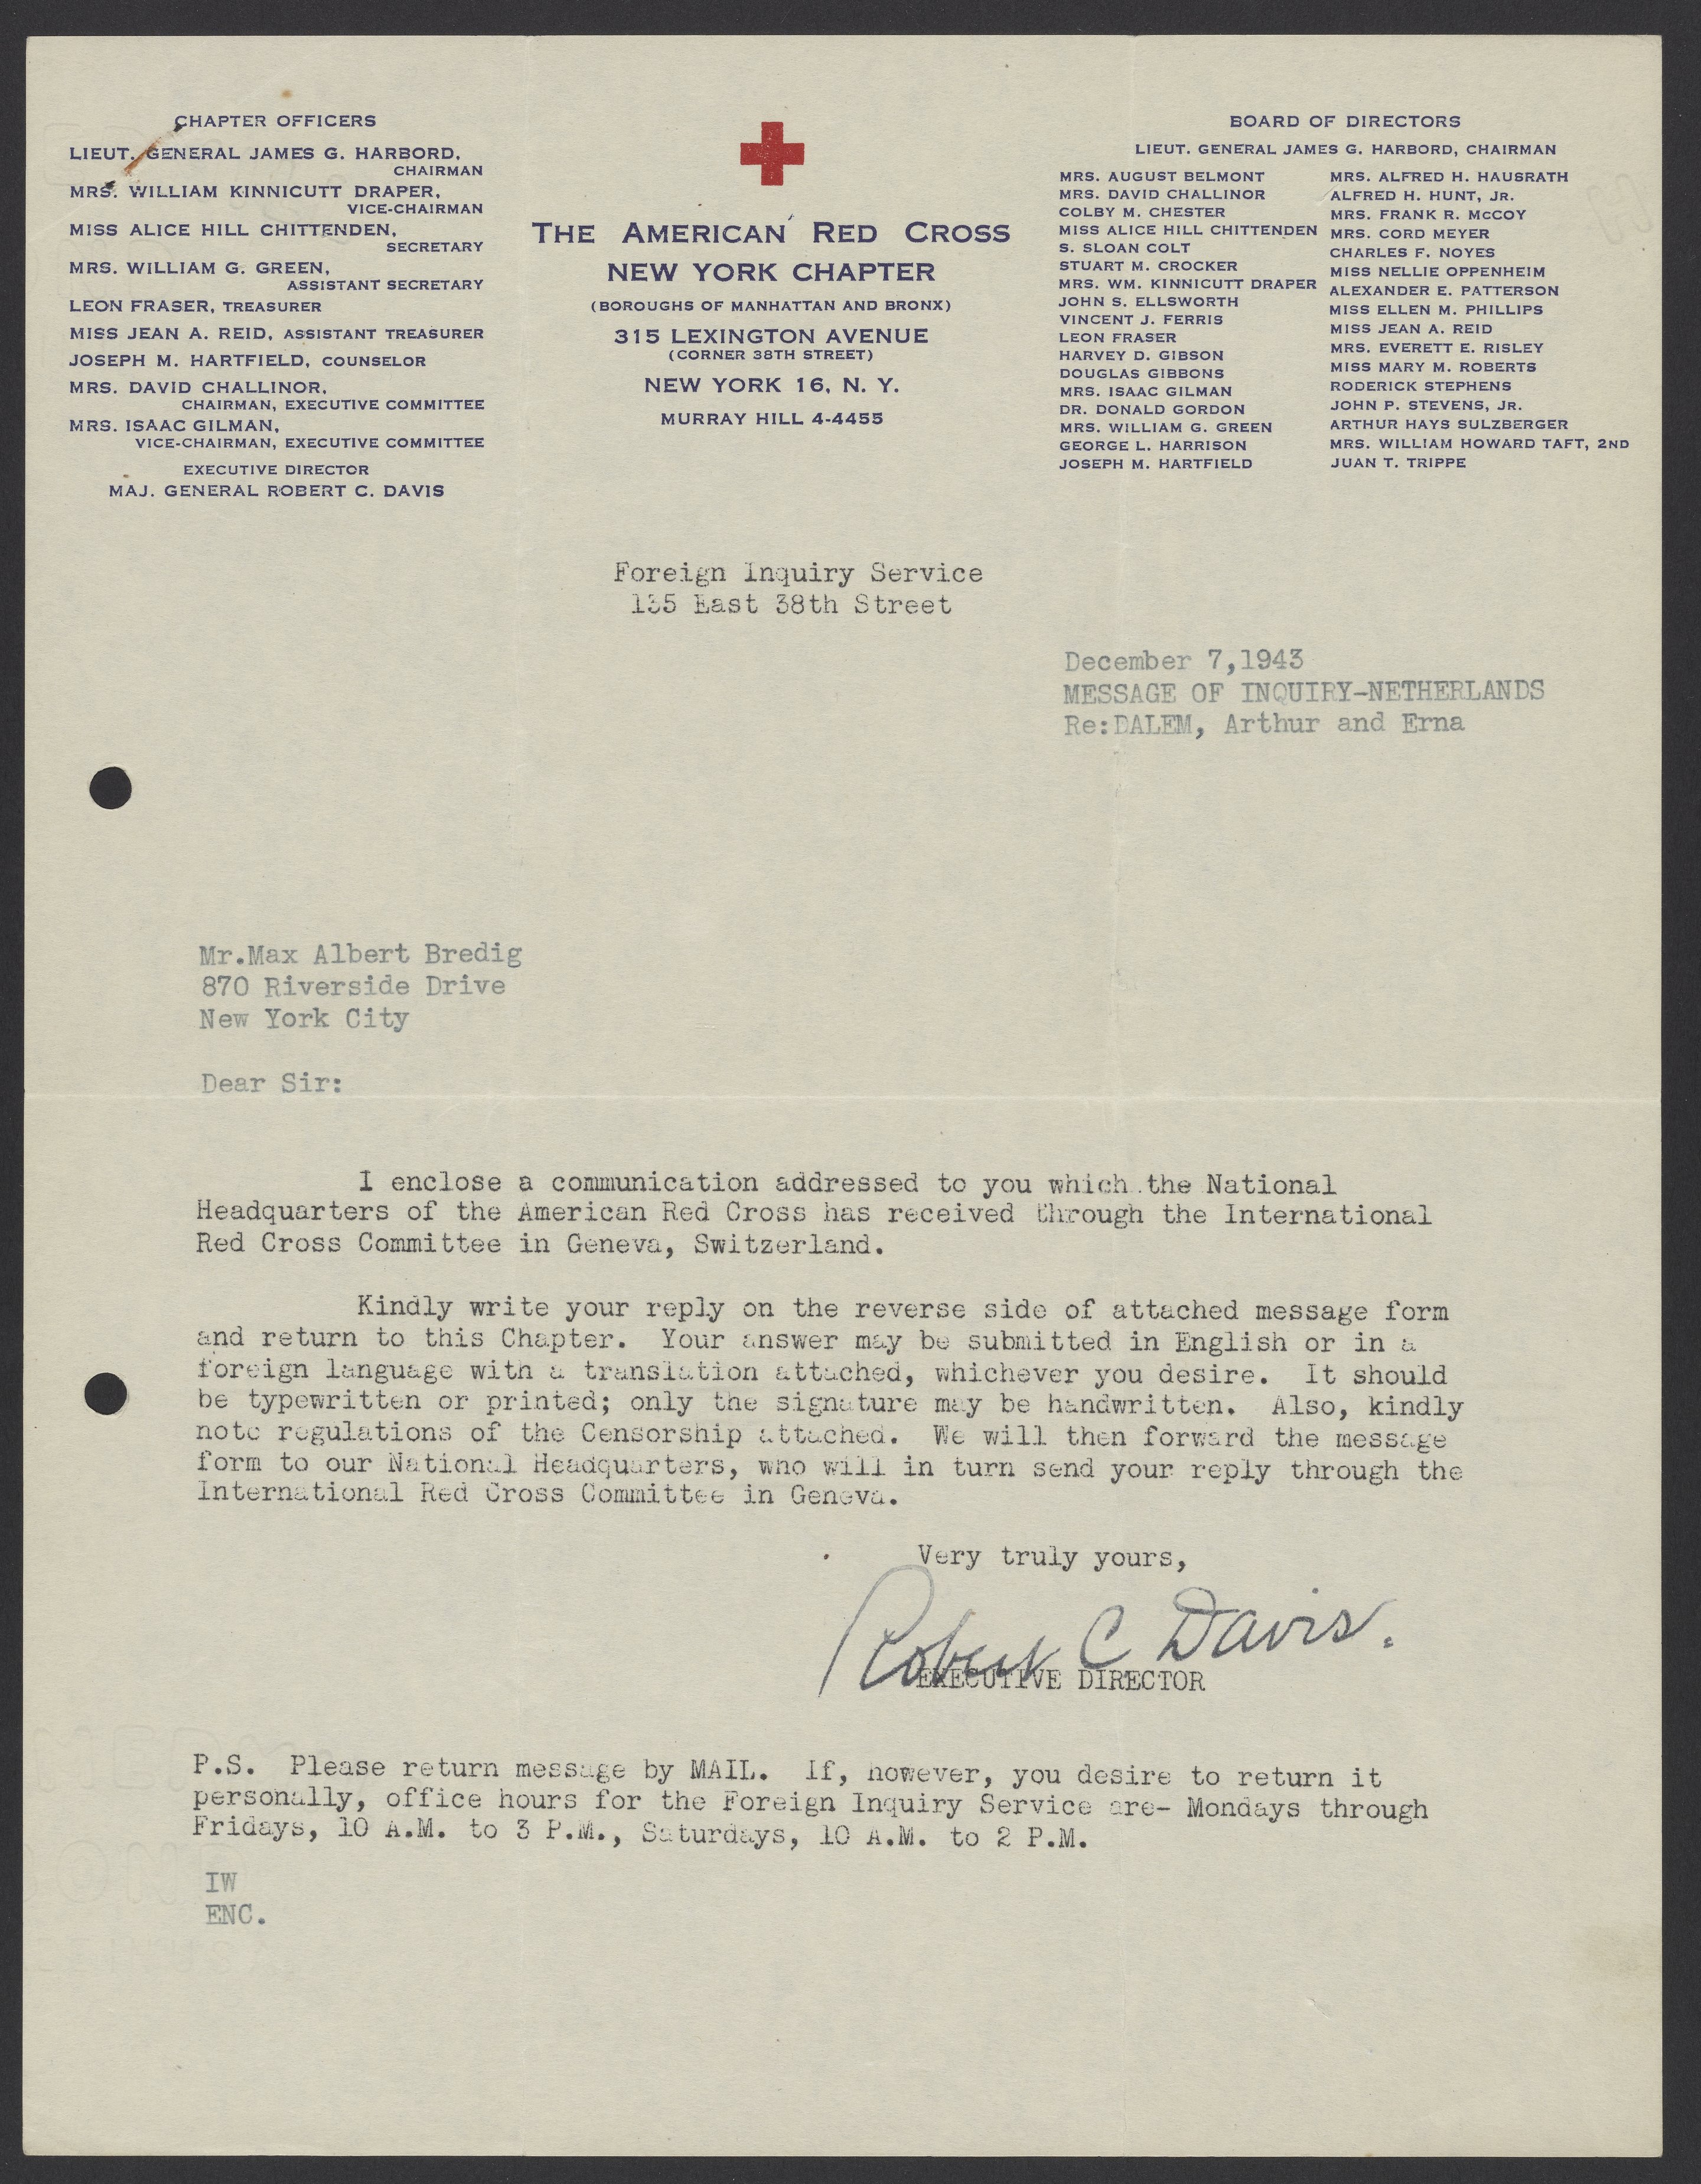 CHAPTER OFFICERS
LIEUT. GENERAL JAMES G. HARBORD,
CHAIRMAN
MRS. WILLIAM KINNICUTT DRAPER,
VICE-CHAIRMAN
MISS ALICE HILL CHITTENDEN,
SECRETARY
MRS. WILLIAM G. GREEN,
ASSISTANT SECRETARY
LEON FRASER, TREASURER
MISS JEAN A. REID, ASSISTANT TREASURER
JOSEPH M. HARTFIELD, COUNSELOR
MRS. DAVID CHALLINOR,
CHAIRMAN, EXECUTIVE COMMITTEE
MRS. ISAAC GILMAN,
VICE-CHAIRMAN, EXECUTIVE COMMITTEE
EXECUTIVE DIRECTOR
MAJ. GENERAL ROBERT C. DAVIS
THE AMERICAN RED CROSS
NEW YORK CHAPTER
(BOROUGHS OF MANHATTAN AND BRONX)
315 LEXINGTON AVENUE
(CORNER 38TH STREET)
NEW YORK 16, N. Y.
MURRAY HILL 4-4455
BOARD OF DIRECTORS
LIEUT. GENERAL JAMES G. HARBORD, CHAIRMAN
MRS. AUGUST BELMONT
MRS. DAVID CHALLINOR
COLBY M. CHESTER
MISS ALICE HILL CHITTENDEN
S. SLOAN COLT
STUART M. CROCKER
MRS. WM. KINNICUTT DRAPER
JOHN S. ELLSWORTH
VINCENT J. FERRIS
LEON FRASER
HARVEY D. GIBSON
DOUGLAS GIBBONS
MRS. ISAAC GILMAN
DR. DONALD GORDON
MRS. WILLIAM G. GREEN
GEORGE L. HARRISON
JOSEPH M. HARTFIELD
MRS. ALFRED H. HAUSRATH
ALFRED H. HUNT, JR.
MRS. FRANK R. McCOY
MRS. CORD MEYER
CHARLES F. NOYES
MISS NELLIE OPPENHEIM
ALEXANDER E. PATTERSON
MISS ELLEN M. PHILLIPS
MISS JEAN A. REID
MRS. EVERETT E. RISLEY
MISS MARY M. ROBERTS
RODERICK STEPHENS
JOHN P. STEVENS, JR.
ARTHUR HAYS SULZBERGER
MRS. WILLIAM HOWARD TAFT, 2ND
JUAN T. TRIPPE
Foreign Inquiry Service
135 East 38th Street
December 7,1943
MESSAGE OF INQUIRY-NETHERLANDS
Re:DALEM, Arthur and Erna
Mr.Max Albert Bredig
870 Riverside Drive
New York City
Dear Sir:
I enclose a communication addressed to you which the National
Headquarters of the American Red Cross has received through the International
Red Cross Committee in Geneva, Switzerland.
Kindly write your reply on the reverse side of attached message form
and return to this Chapter. Your answer may be submitted in English or in a
foreign language with a translation attached, whichever you desire. It should
be typewritten or printed; only the signature may be handwritten. Also, kindly
note regulations of the Censorship attached. We will then forward the message
form to our National Headquarters, who will in turn send your reply through the
International Red Cross Committee in Geneva.
Very truly yours,
Robert C Davis.
EXECUTIVE DIRECTOR
P.S. Please return message by MAIL. If, however, you desire to return it
personally, office hours for the Foreign Inquiry Service are- Mondays through
Fridays, 10 A.M. to 3 P.M., Saturdays, 10 A.M. to 2 P.M.
IW
ENC.